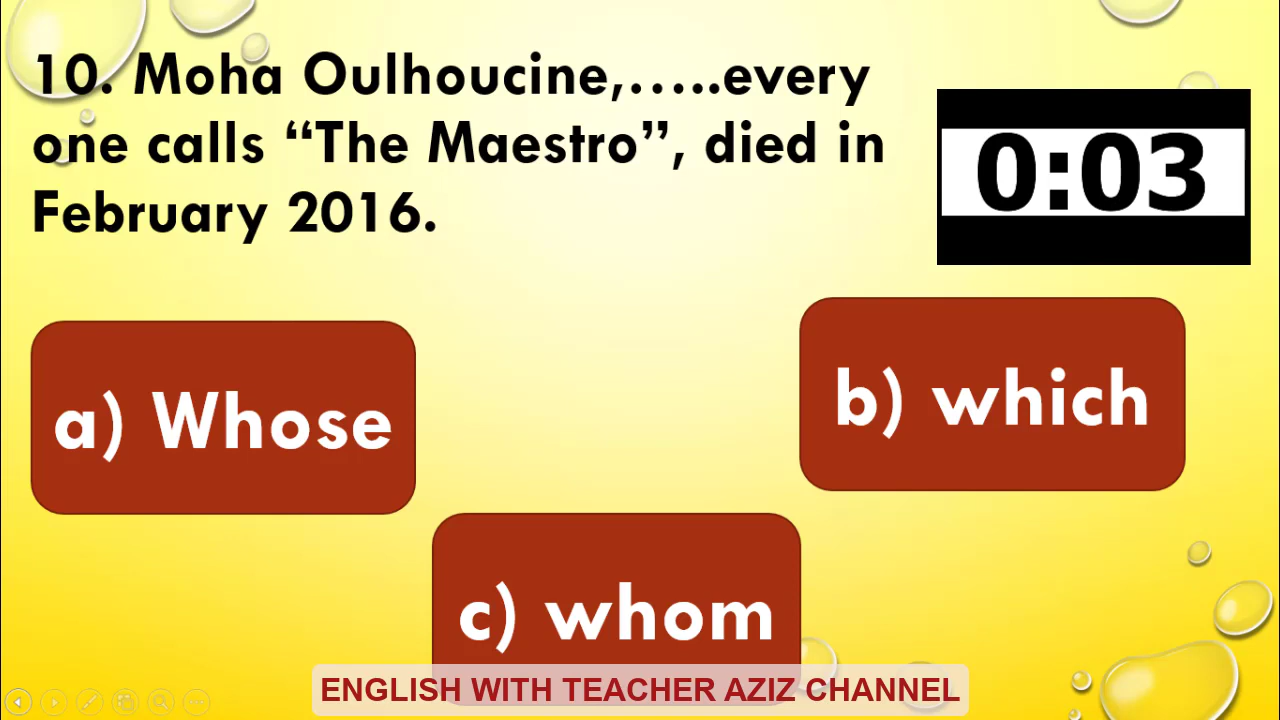 10. Moha Oulhoucine,…..every
one calls “The Maestro”, died in
February 2016.
0:03
a) Whose
b) which
c) whom
ENGLISH WITH TEACHER AZIZ CHANNEL